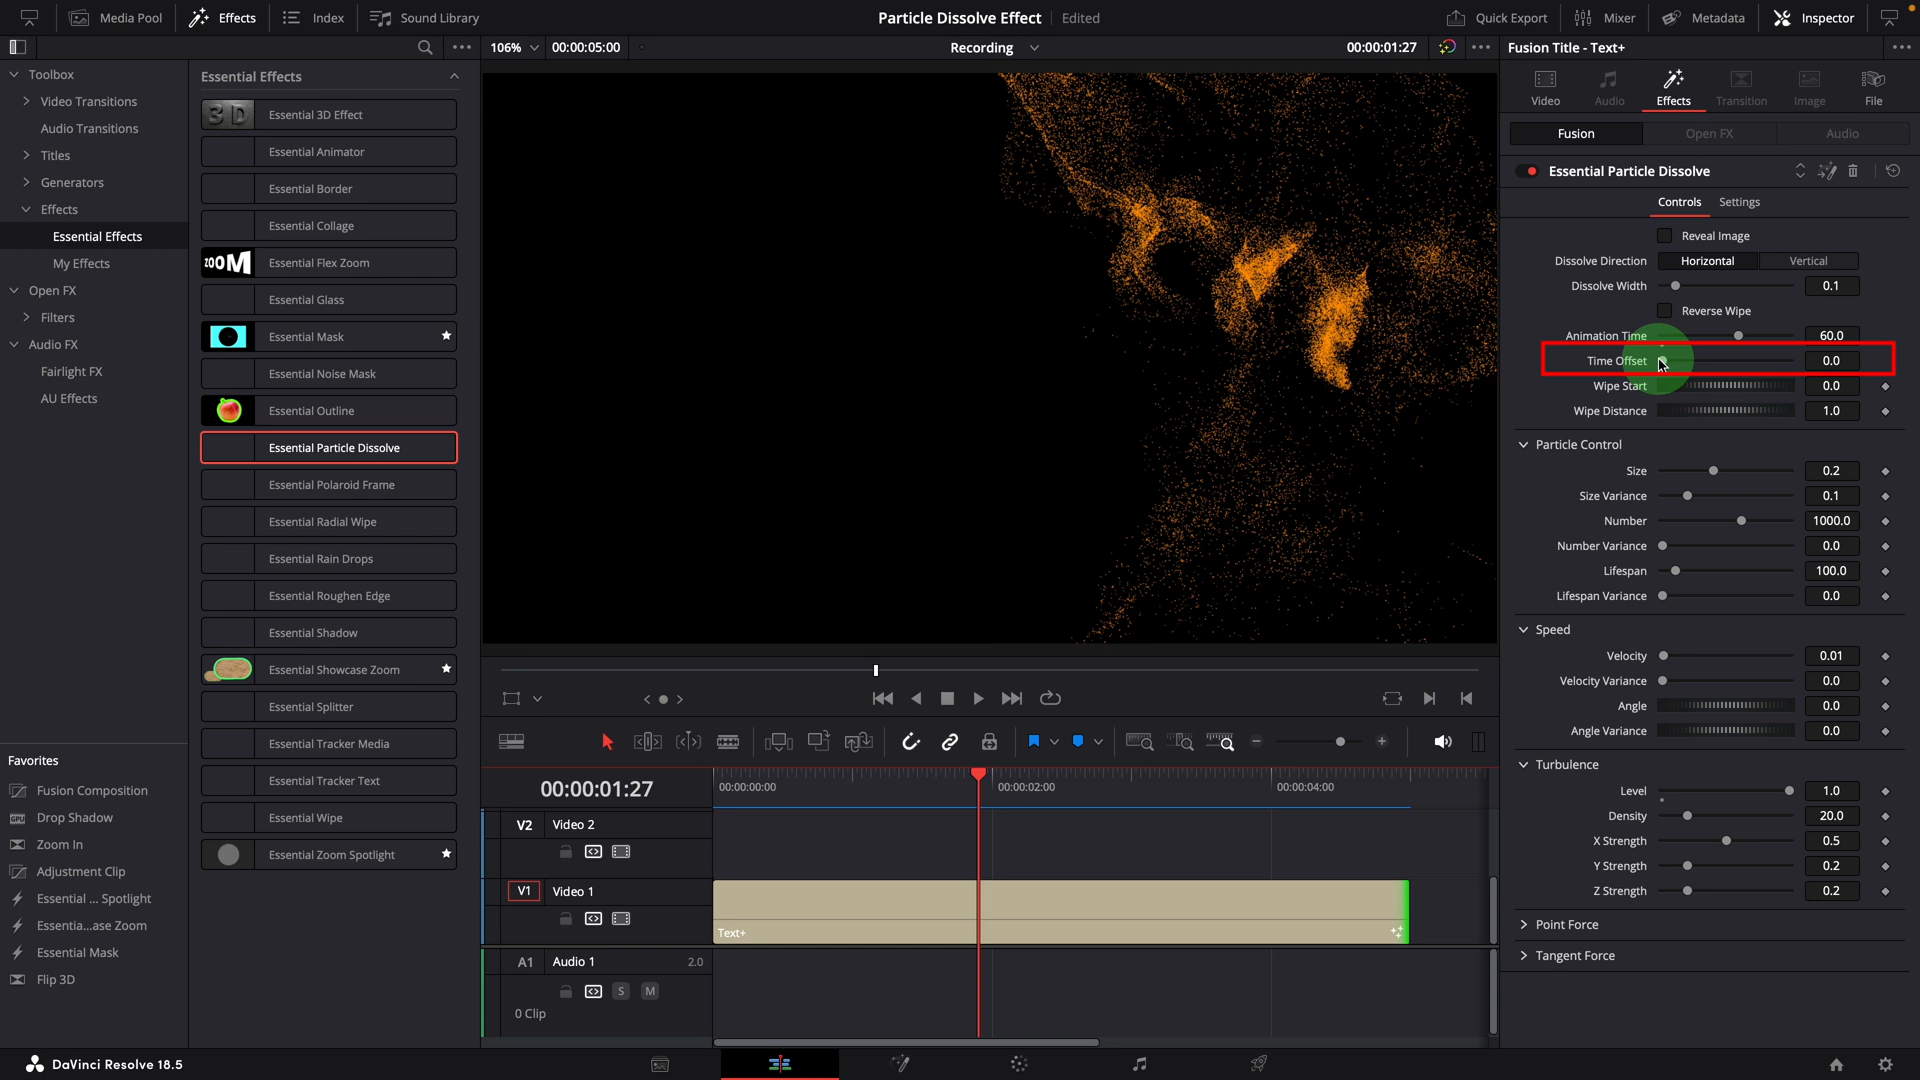 Media Pool
Effects
Index
Sound Library
Particle Dissolve Effect
Edited
Quick Export
Mixer
Metadata
Inspector
106%
00:00:05:00
Recording
00:00:01:27
Fusion Title - Text+
Toolbox
Video Transitions
Audio Transitions
Titles
Generators
Effects
Essential Effects
My Effects
Open FX
Filters
Audio FX
Fairlight FX
AU Effects
Favorites
Fusion Composition
Drop Shadow
Zoom In
Adjustment Clip
Essential ... Spotlight
Essentia...ase Zoom
Essential Mask
Flip 3D
Essential Effects
3D Essential 3D Effect
Essential Animator
Essential Border
Essential Collage
ZOOM Essential Flex Zoom
Essential Glass
Essential Mask
Essential Noise Mask
Essential Outline
Essential Particle Dissolve
Essential Polaroid Frame
Essential Radial Wipe
Essential Rain Drops
Essential Roughen Edge
Essential Shadow
Essential Showcase Zoom
Essential Splitter
Essential Tracker Media
Essential Tracker Text
Essential Wipe
Essential Zoom Spotlight
00:00:01:27
00:00:00:00
00:00:02:00
00:00:04:00
V2 Video 2
V1 Video 1
Text+
A1 Audio 1 2.0
S M
0 Clip
Video
Audio
Effects
Transition
Image
File
Fusion
Open FX
Audio
Essential Particle Dissolve
Controls
Settings
Reveal Image
Dissolve Direction Horizontal Vertical
Dissolve Width 0.1
Reverse Wipe
Animation Time 60.0
Time Offset 0.0
Wipe Start 0.0
Wipe Distance 1.0
Particle Control
Size 0.2
Size Variance 0.1
Number 1000.0
Number Variance 0.0
Lifespan 100.0
Lifespan Variance 0.0
Speed
Velocity 0.01
Velocity Variance 0.0
Angle 0.0
Angle Variance 0.0
Turbulence
Level 1.0
Density 20.0
X Strength 0.5
Y Strength 0.2
Z Strength 0.2
Point Force
Tangent Force
DaVinci Resolve 18.5